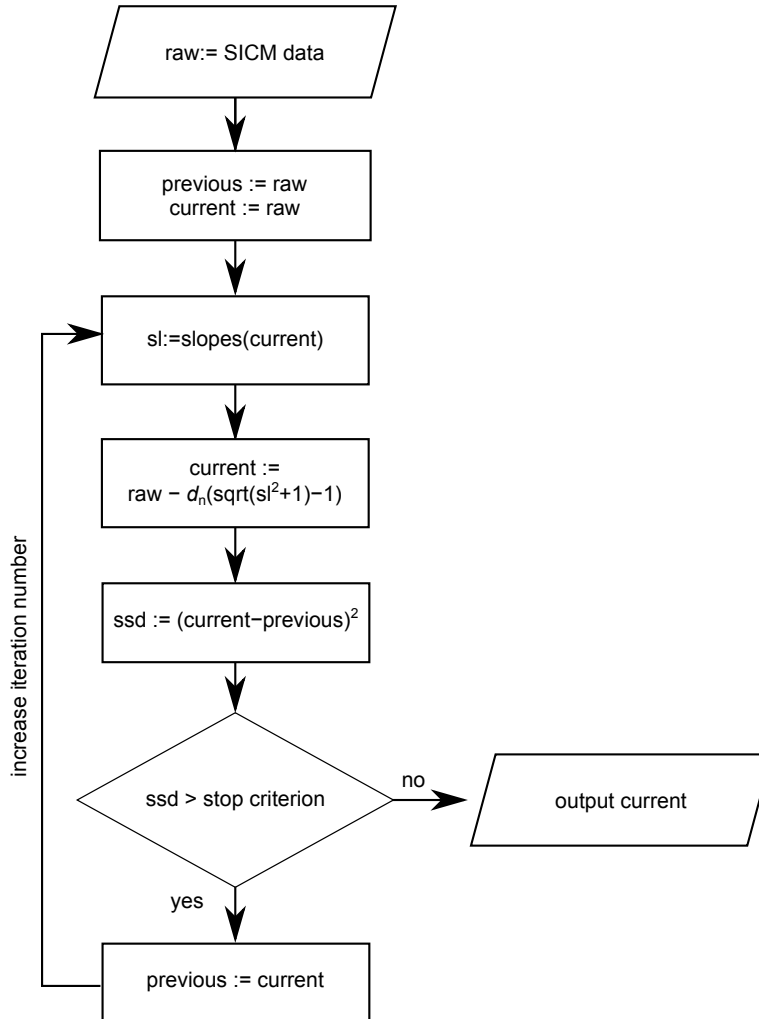 raw:= SICM data
previous := raw
current := raw
sl:=slopes(current)
current :=
raw − dₙ(sqrt(sl²+1)−1)
ssd := (current−previous)²
increase iteration number
ssd > stop criterion
no
output current
yes
previous := current